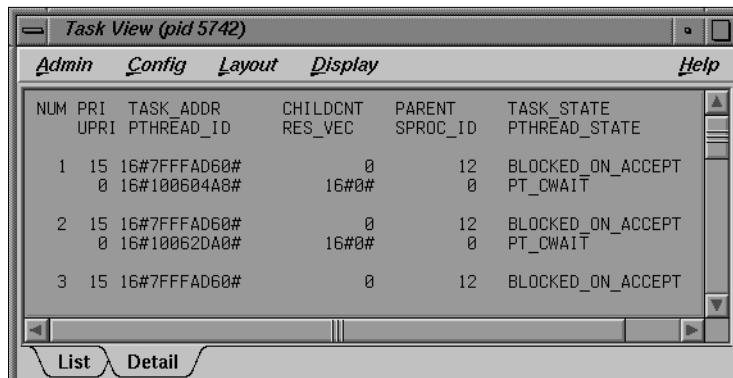 Task View (pid 5742)
Admin Config Layout Display Help
NUM PRI TASK_ADDR CHILDCNT PARENT TASK_STATE
UPRI PTHREAD_ID RES_VEC SPROC_ID PTHREAD_STATE
1 15 16#7FFFAD60# 0 12 BLOCKED_ON_ACCEPT
0 16#100604A8# 16#0# 0 PT_CWAIT
2 15 16#7FFFAD60# 0 12 BLOCKED_ON_ACCEPT
0 16#10062DA0# 16#0# 0 PT_CWAIT
3 15 16#7FFFAD60# 0 12 BLOCKED_ON_ACCEPT
List Detail